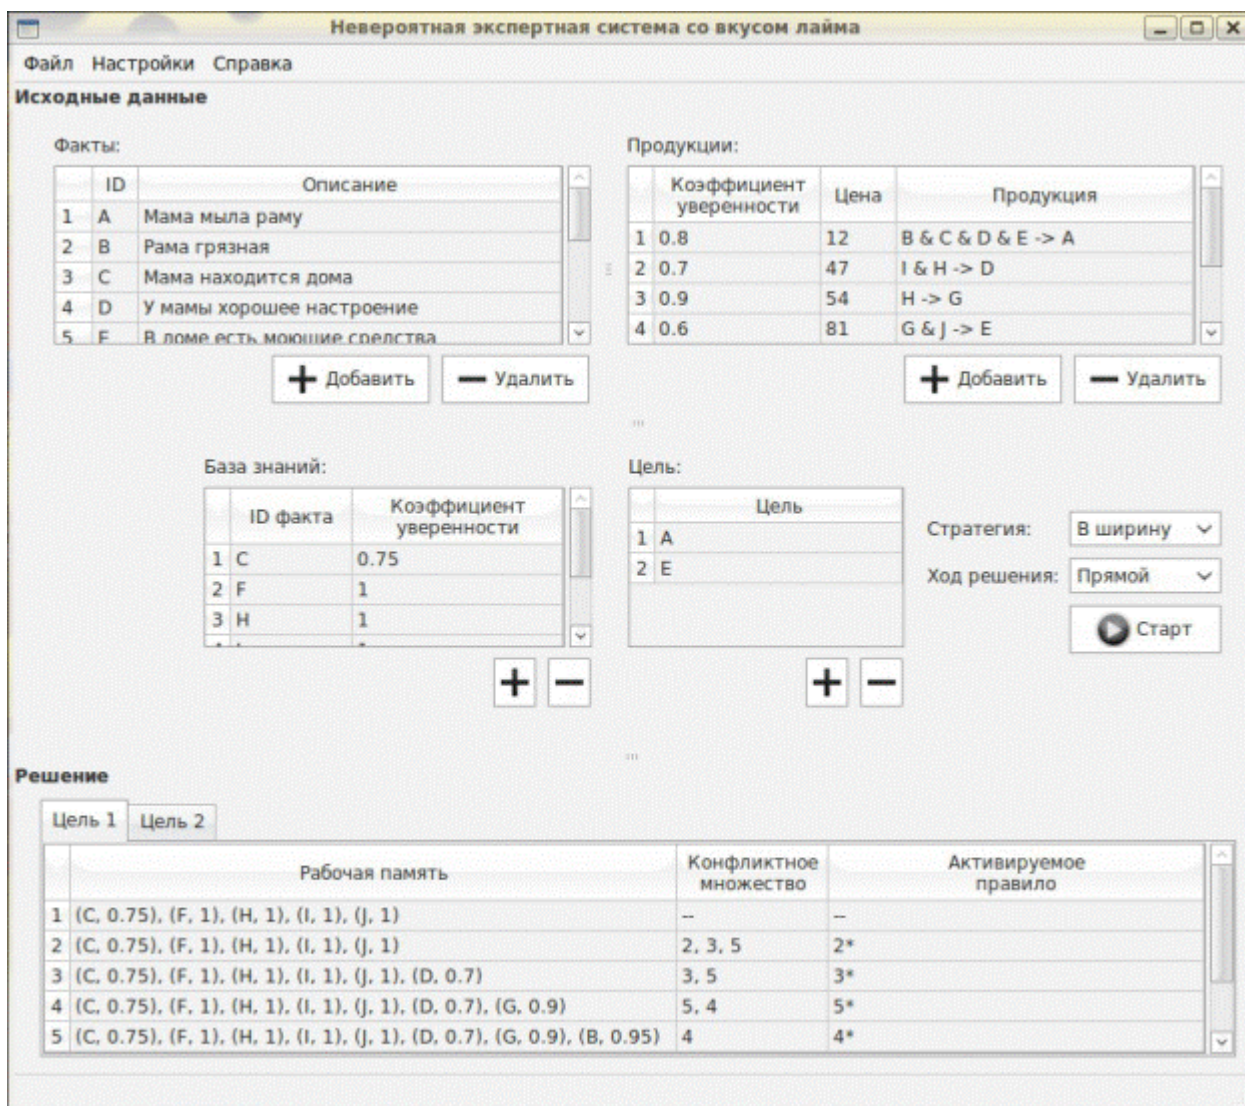 Невероятная экспертная система со вкусом лайма
Файл Настройки Справка
Исходные данные
Факты:
ID Описание
1 A Мама мыла раму
2 B Рама грязная
3 C Мама находится дома
4 D У мамы хорошее настроение
5 E В доме есть моющие средства
+ Добавить − Удалить
Продукции:
Коэффициент уверенности Цена Продукция
1 0.8 12 B & C & D & E -> A
2 0.7 47 I & H -> D
3 0.9 54 H -> G
4 0.6 81 G & J -> E
+ Добавить − Удалить
База знаний:
ID факта Коэффициент уверенности
1 C 0.75
2 F 1
3 H 1
+ −
Цель:
Цель
1 A
2 E
+ −
Стратегия: В ширину
Ход решения: Прямой
Старт
Решение
Цель 1 Цель 2
Рабочая память Конфликтное множество Активируемое правило
1 (C, 0.75), (F, 1), (H, 1), (I, 1), (J, 1) -- --
2 (C, 0.75), (F, 1), (H, 1), (I, 1), (J, 1) 2, 3, 5 2*
3 (C, 0.75), (F, 1), (H, 1), (I, 1), (J, 1), (D, 0.7) 3, 5 3*
4 (C, 0.75), (F, 1), (H, 1), (I, 1), (J, 1), (D, 0.7), (G, 0.9) 5, 4 5*
5 (C, 0.75), (F, 1), (H, 1), (I, 1), (J, 1), (D, 0.7), (G, 0.9), (B, 0.95) 4 4*